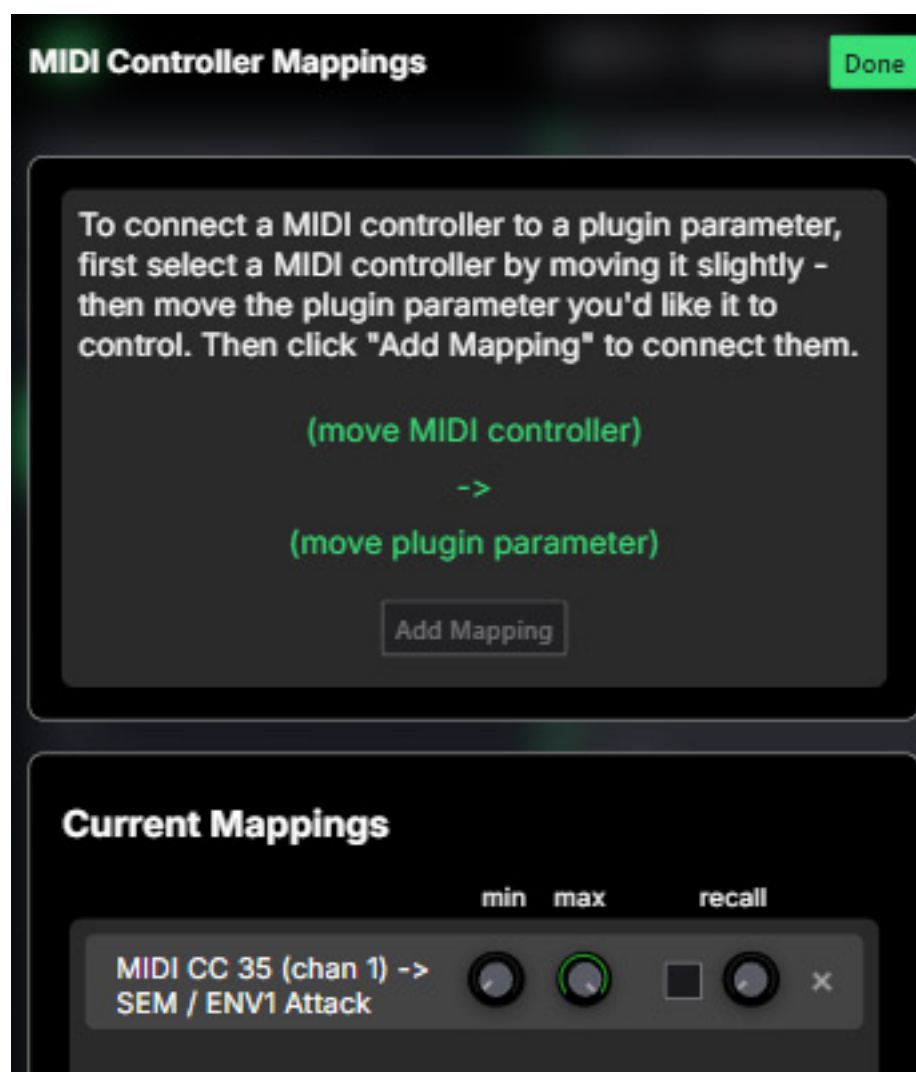 MIDI Controller Mappings
Done
To connect a MIDI controller to a plugin parameter,
first select a MIDI controller by moving it slightly -
then move the plugin parameter you'd like it to
control. Then click "Add Mapping" to connect them.
(move MIDI controller)
->
(move plugin parameter)
Add Mapping
Current Mappings
min max recall
MIDI CC 35 (chan 1) ->
SEM / ENV1 Attack